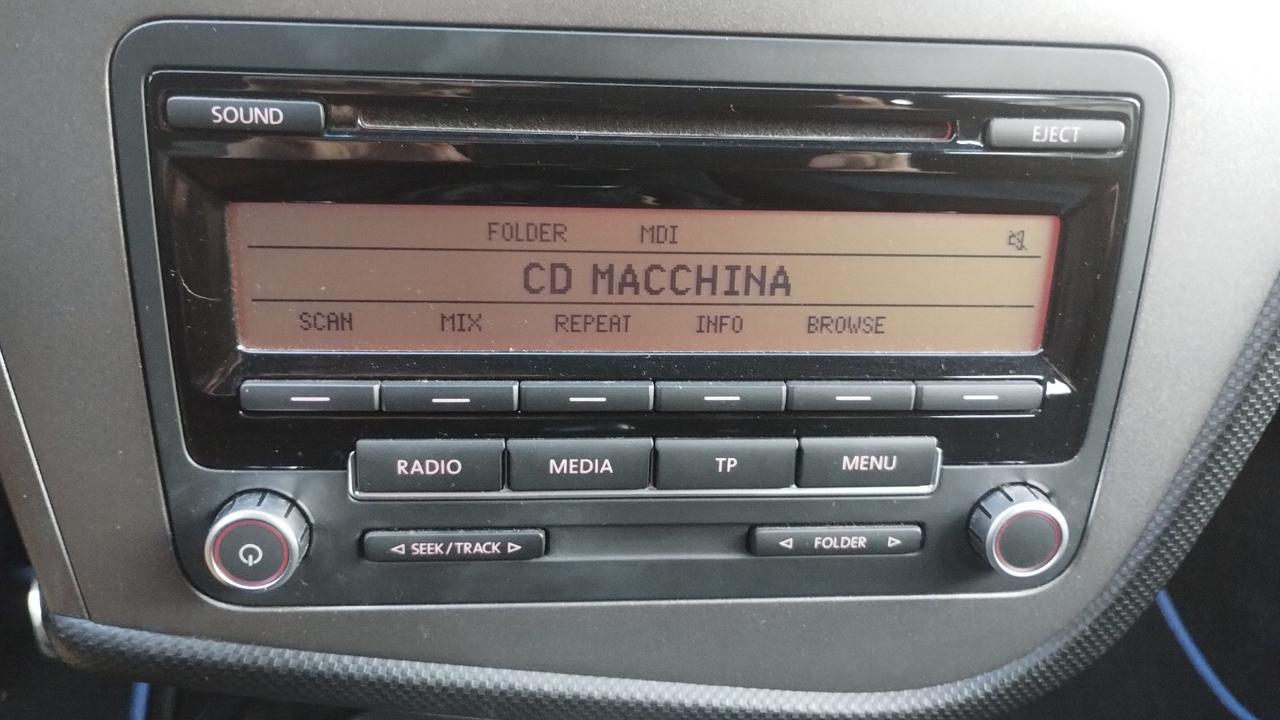 SOUND
EJECT
FOLDER MDI
CD MACCHINA
SCAN MIX REPEAT INFO BROWSE
RADIO MEDIA TP MENU
SEEK/TRACK FOLDER